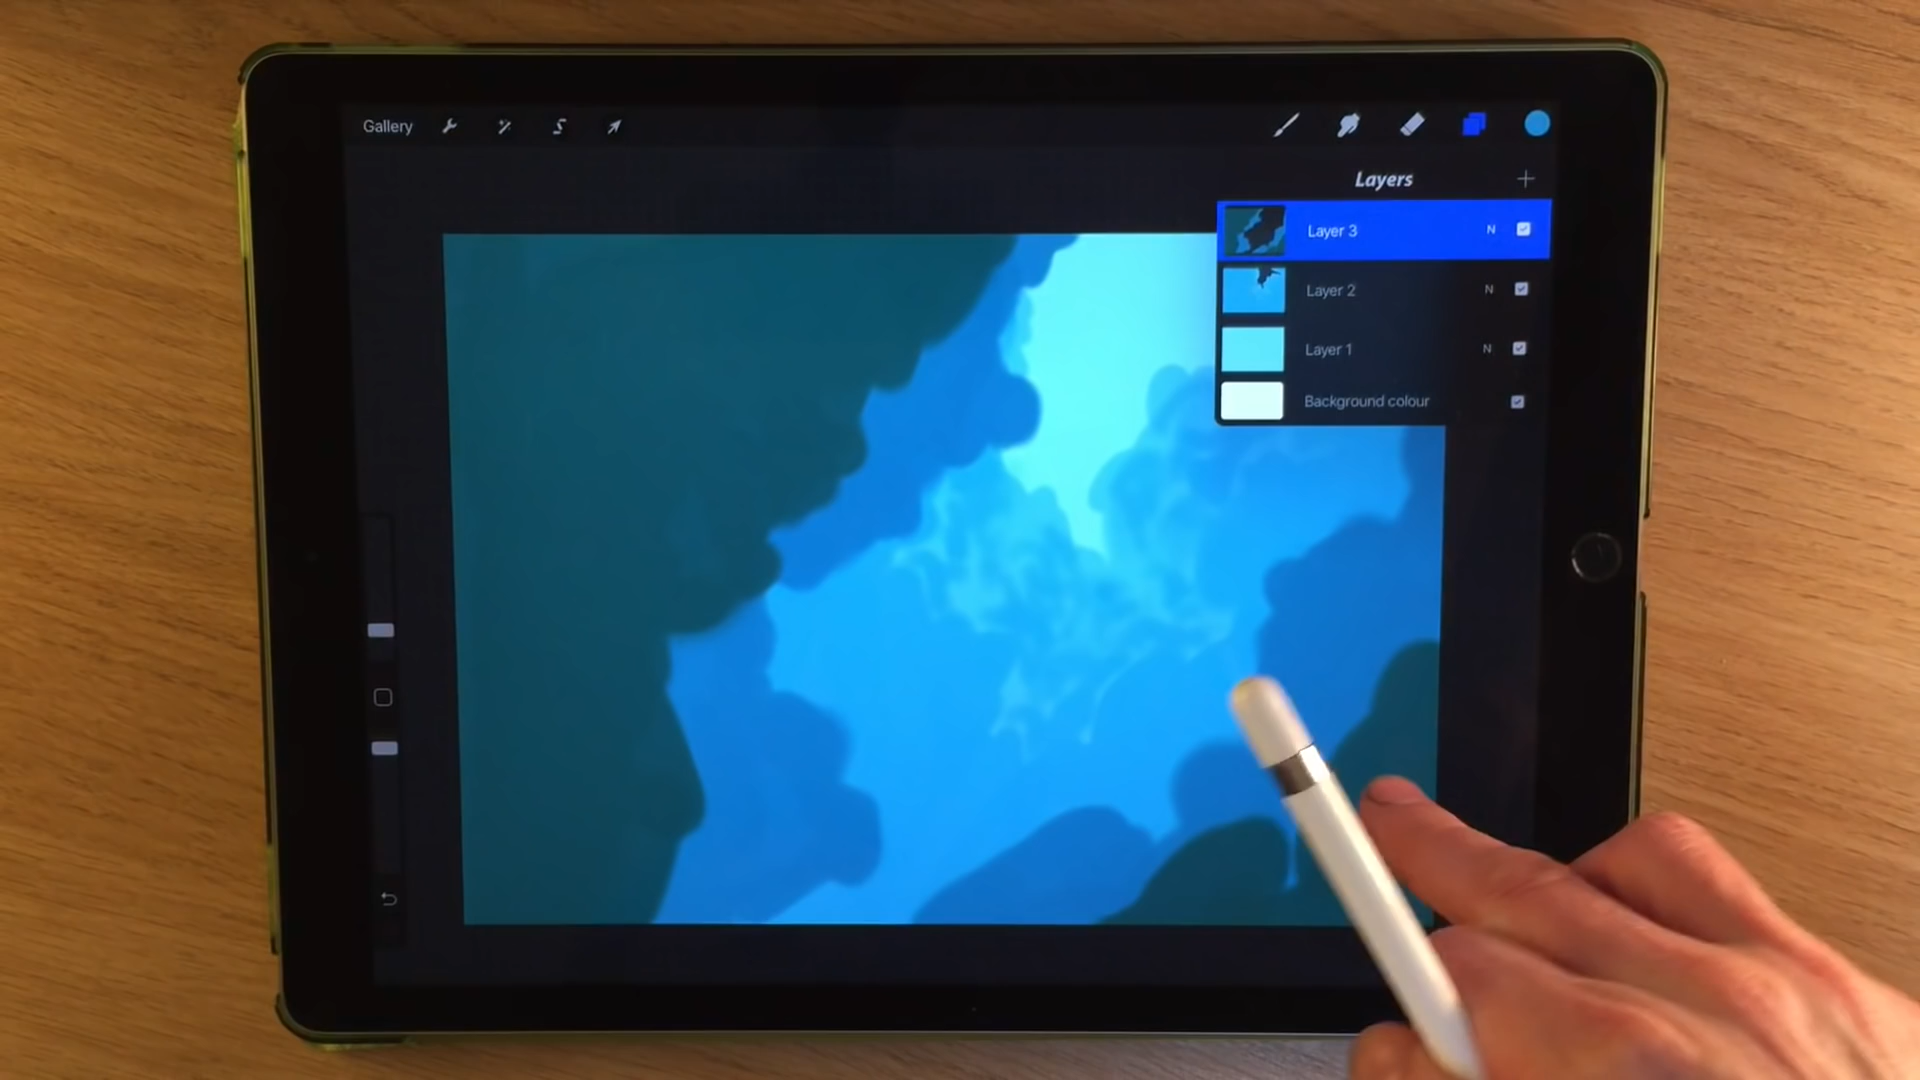 Gallery
Layers
Layer 3 N
Layer 2 N
Layer 1 N
Background colour